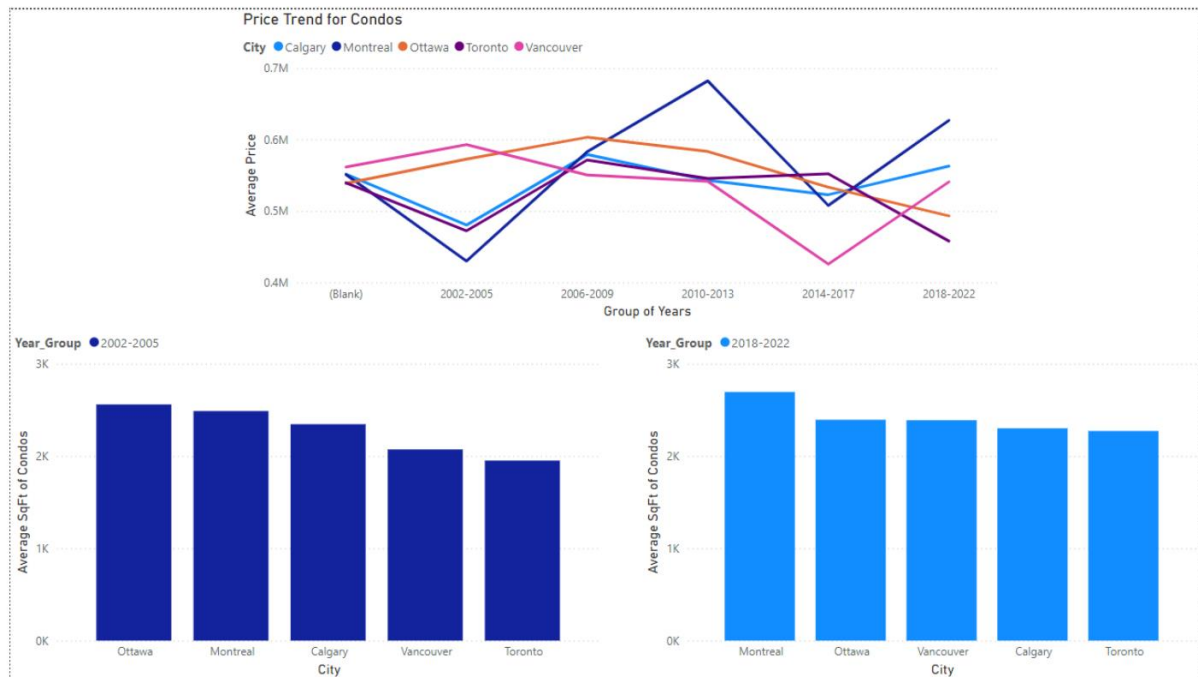 Price Trend for Condos
City Calgary Montreal Ottawa Toronto Vancouver
0.7M
0.6M
0.5M
0.4M
Average Price
(Blank) 2002-2005 2006-2009 2010-2013 2014-2017 2018-2022
Group of Years
Year_Group 2002-2005
3K
2K
1K
0K
Average SqFt of Condos
Ottawa Montreal Calgary Vancouver Toronto
City
Year_Group 2018-2022
3K
2K
1K
0K
Average SqFt of Condos
Montreal Ottawa Vancouver Calgary Toronto
City